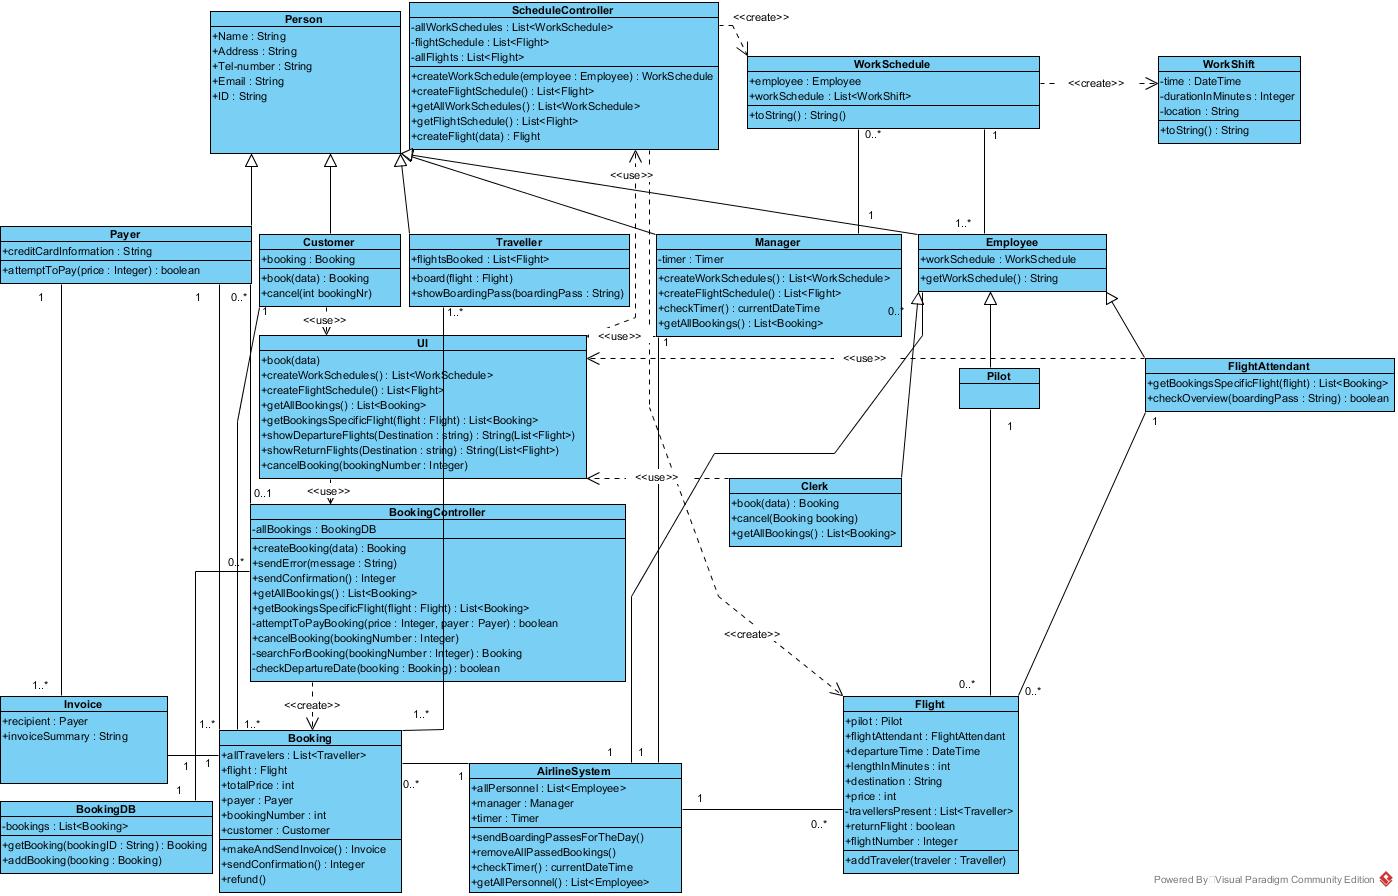 Person
+Name : String
+Address : String
+Tel-number : String
+Email : String
+ID : String
ScheduleController
-allWorkSchedules : List<WorkSchedule>
-flightSchedule : List<Flight>
-allFlights : List<Flight>
+createWorkSchedule(employee : Employee) : WorkSchedule
+createFlightSchedule() : List<Flight>
+getAllWorkSchedules() : List<WorkSchedule>
+getFlightSchedule() : List<Flight>
+createFlight(data) : Flight
<<create>>
WorkSchedule
+employee : Employee
+workSchedule : List<WorkShift>
+toString() : String()
<<create>>
WorkShift
-time : DateTime
-durationInMinutes : Integer
-location : String
+toString() : String
0..*
1
<<use>>
1
1..*
Payer
+creditCardInformation : String
+attemptToPay(price : Integer) : boolean
Customer
+booking : Booking
+book(data) : Booking
+cancel(int bookingNr)
Traveller
+flightsBooked : List<Flight>
+board(flight : Flight)
+showBoardingPass(boardingPass : String)
Manager
-timer : Timer
+createWorkSchedules() : List<WorkSchedule>
+createFlightSchedule() : List<Flight>
+checkTimer() : currentDateTime
+getAllBookings() : List<Booking>
Employee
+workSchedule : WorkSchedule
+getWorkSchedule() : String
1
1
0..*
1
<<use>>
1..*
<<use>>
1
0..*
UI
+book(data)
+createWorkSchedules() : List<WorkSchedule>
+createFlightSchedule() : List<Flight>
+getAllBookings() : List<Booking>
+getBookingsSpecificFlight(flight : Flight) : List<Booking>
+showDepartureFlights(Destination : string) : String(List<Flight>)
+showReturnFlights(Destination : string) : String(List<Flight>)
+cancelBooking(bookingNumber : Integer)
<<use>>
Pilot
1
FlightAttendant
+getBookingsSpecificFlight(flight) : List<Booking>
+checkOverview(boardingPass : String) : boolean
1
<<use>>
Clerk
+book(data) : Booking
+cancel(Booking booking)
+getAllBookings() : List<Booking>
0..1
<<use>>
BookingController
-allBookings : BookingDB
+createBooking(data) : Booking
+sendError(message : String)
+sendConfirmation() : Integer
+getAllBookings() : List<Booking>
+getBookingsSpecificFlight(flight : Flight) : List<Booking>
-attemptToPayBooking(price : Integer, payer : Payer) : boolean
+cancelBooking(bookingNumber : Integer)
-searchForBooking(bookingNumber : Integer) : Booking
-checkDepartureDate(booking : Booking) : boolean
0..*
<<create>>
<<create>>
1..*
1..*
1..*
1..*
0..*
0..*
Invoice
+recipient : Payer
+invoiceSummary : String
1
1
1
BookingDB
-bookings : List<Booking>
+getBooking(bookingID : String) : Booking
+addBooking(booking : Booking)
Booking
+allTravelers : List<Traveller>
+flight : Flight
+totalPrice : int
+payer : Payer
+bookingNumber : int
+customer : Customer
+makeAndSendInvoice() : Invoice
+sendConfirmation() : Integer
+refund()
0..*
1
1
1
AirlineSystem
+allPersonnel : List<Employee>
+manager : Manager
+timer : Timer
+sendBoardingPassesForTheDay()
+removeAllPassedBookings()
+checkTimer() : currentDateTime
+getAllPersonnel() : List<Employee>
1
0..*
Flight
+pilot : Pilot
+flightAttendant : FlightAttendant
+departureTime : DateTime
+lengthInMinutes : int
+destination : String
+price : int
-travellersPresent : List<Traveller>
+returnFlight : boolean
+flightNumber : Integer
+addTraveler(traveler : Traveller)
Powered By Visual Paradigm Community Edition